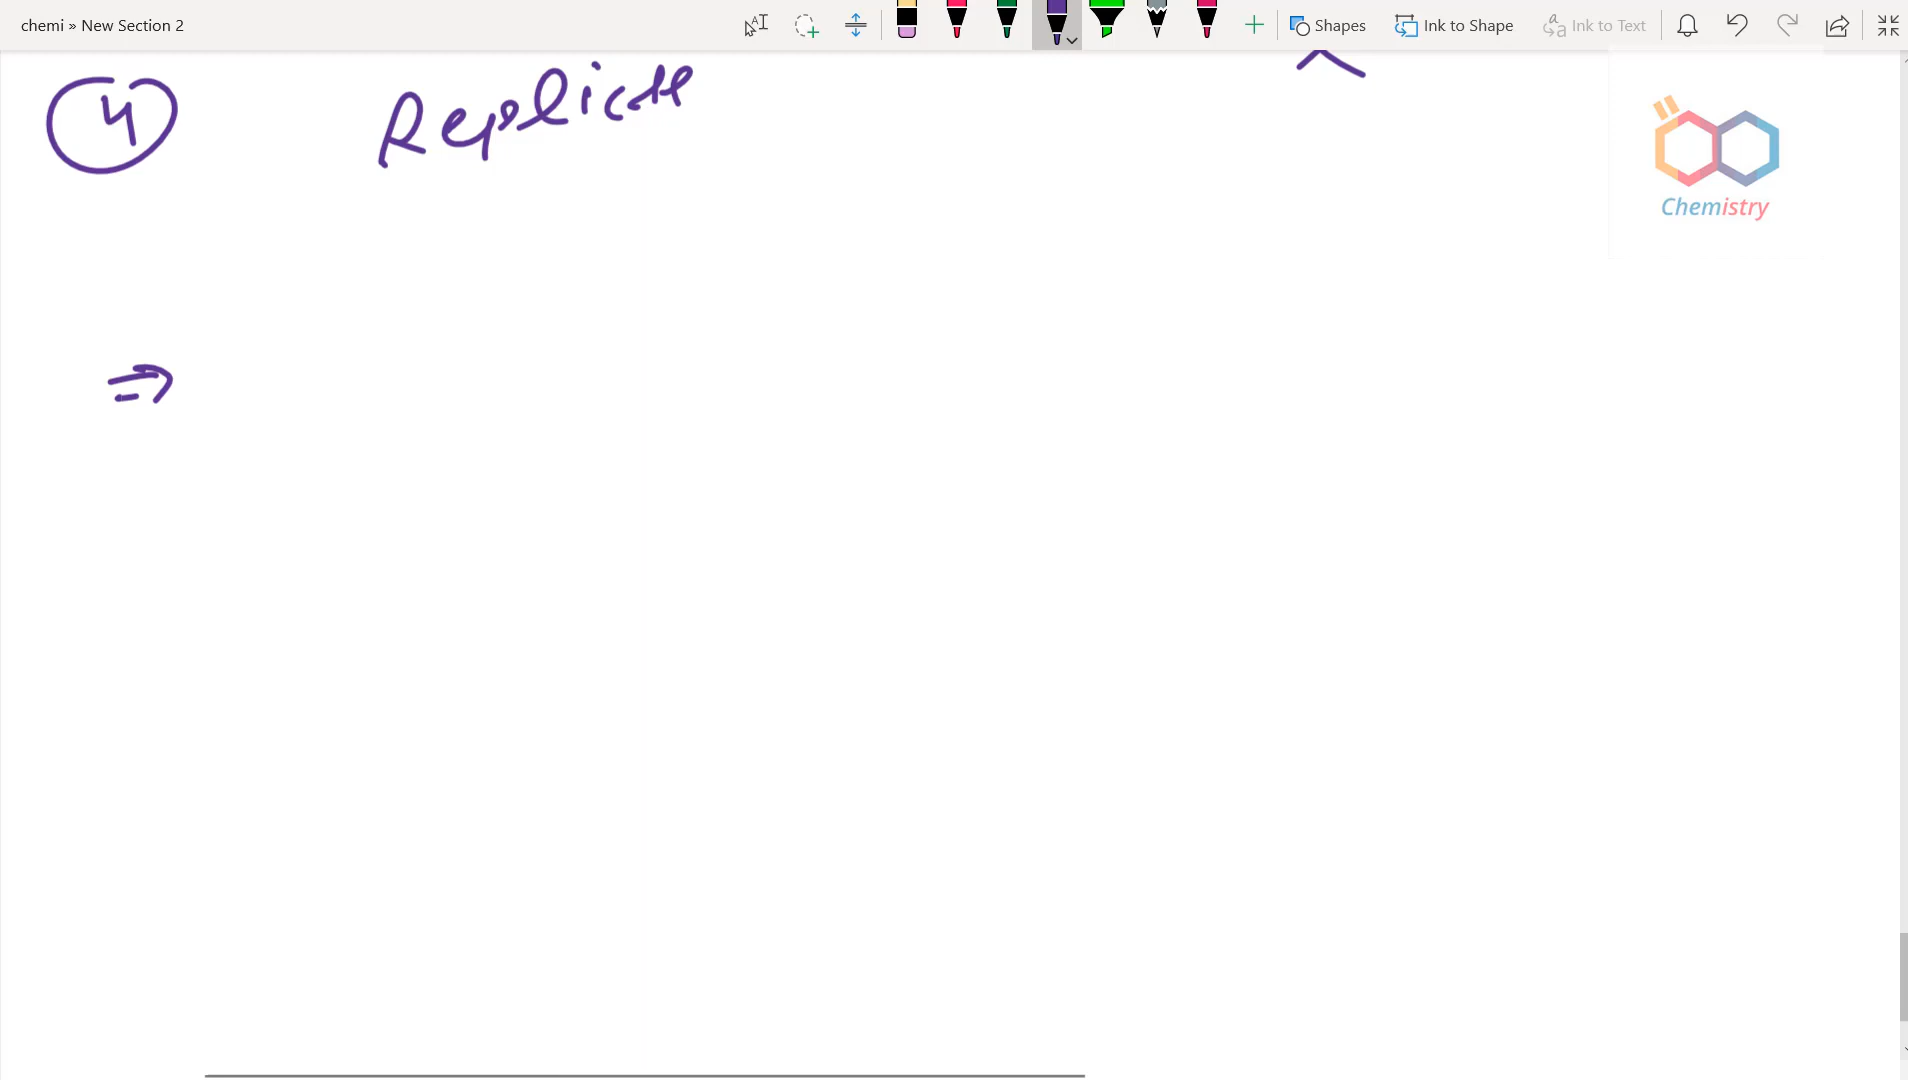 chemi » New Section 2
Shapes
Ink to Shape
Ink to Text
4 Replicate
Chemistry
⇒